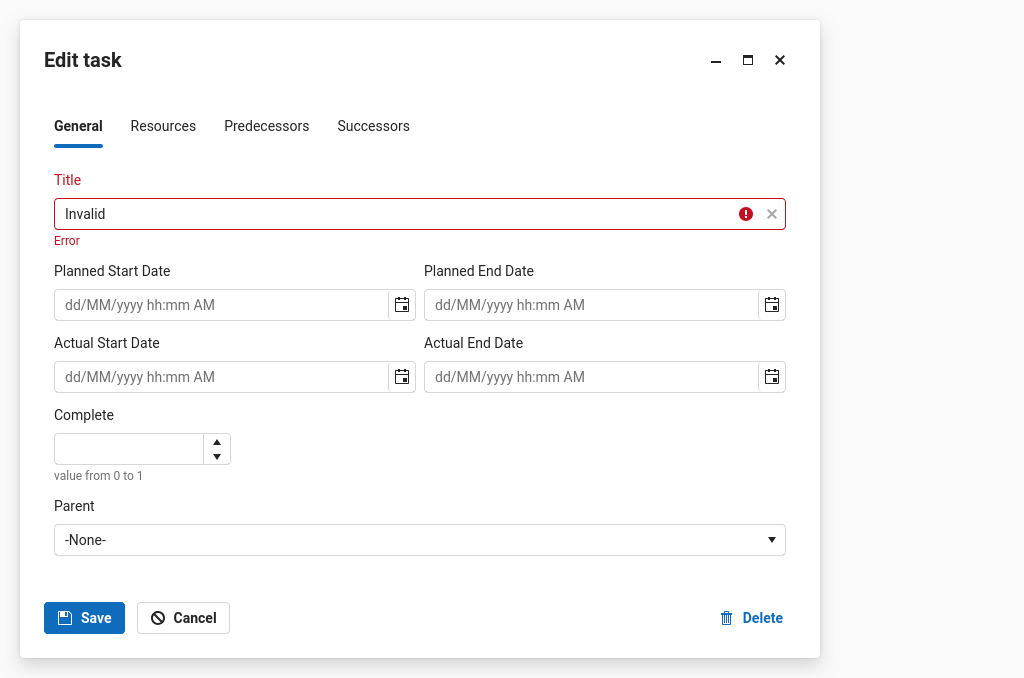 Edit task
General Resources Predecessors Successors
Title
Invalid
Error
Planned Start Date Planned End Date
dd/MM/yyyy hh:mm AM dd/MM/yyyy hh:mm AM
Actual Start Date Actual End Date
dd/MM/yyyy hh:mm AM dd/MM/yyyy hh:mm AM
Complete
value from 0 to 1
Parent
-None-
Save Cancel Delete